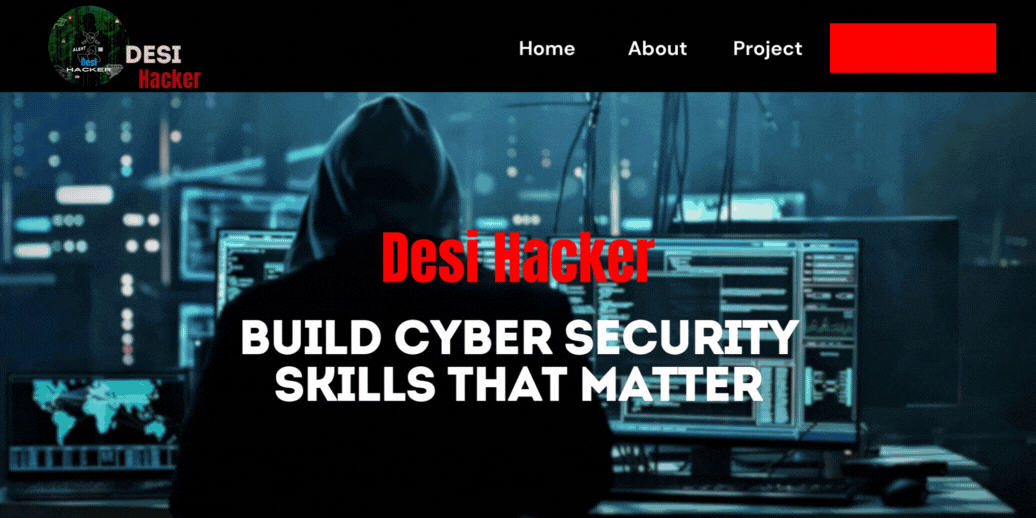 ALERT
Desi
HACKER
DESI
Hacker
Home
About
Project
Desi Hacker
BUILD CYBER SECURITY
SKILLS THAT MATTER